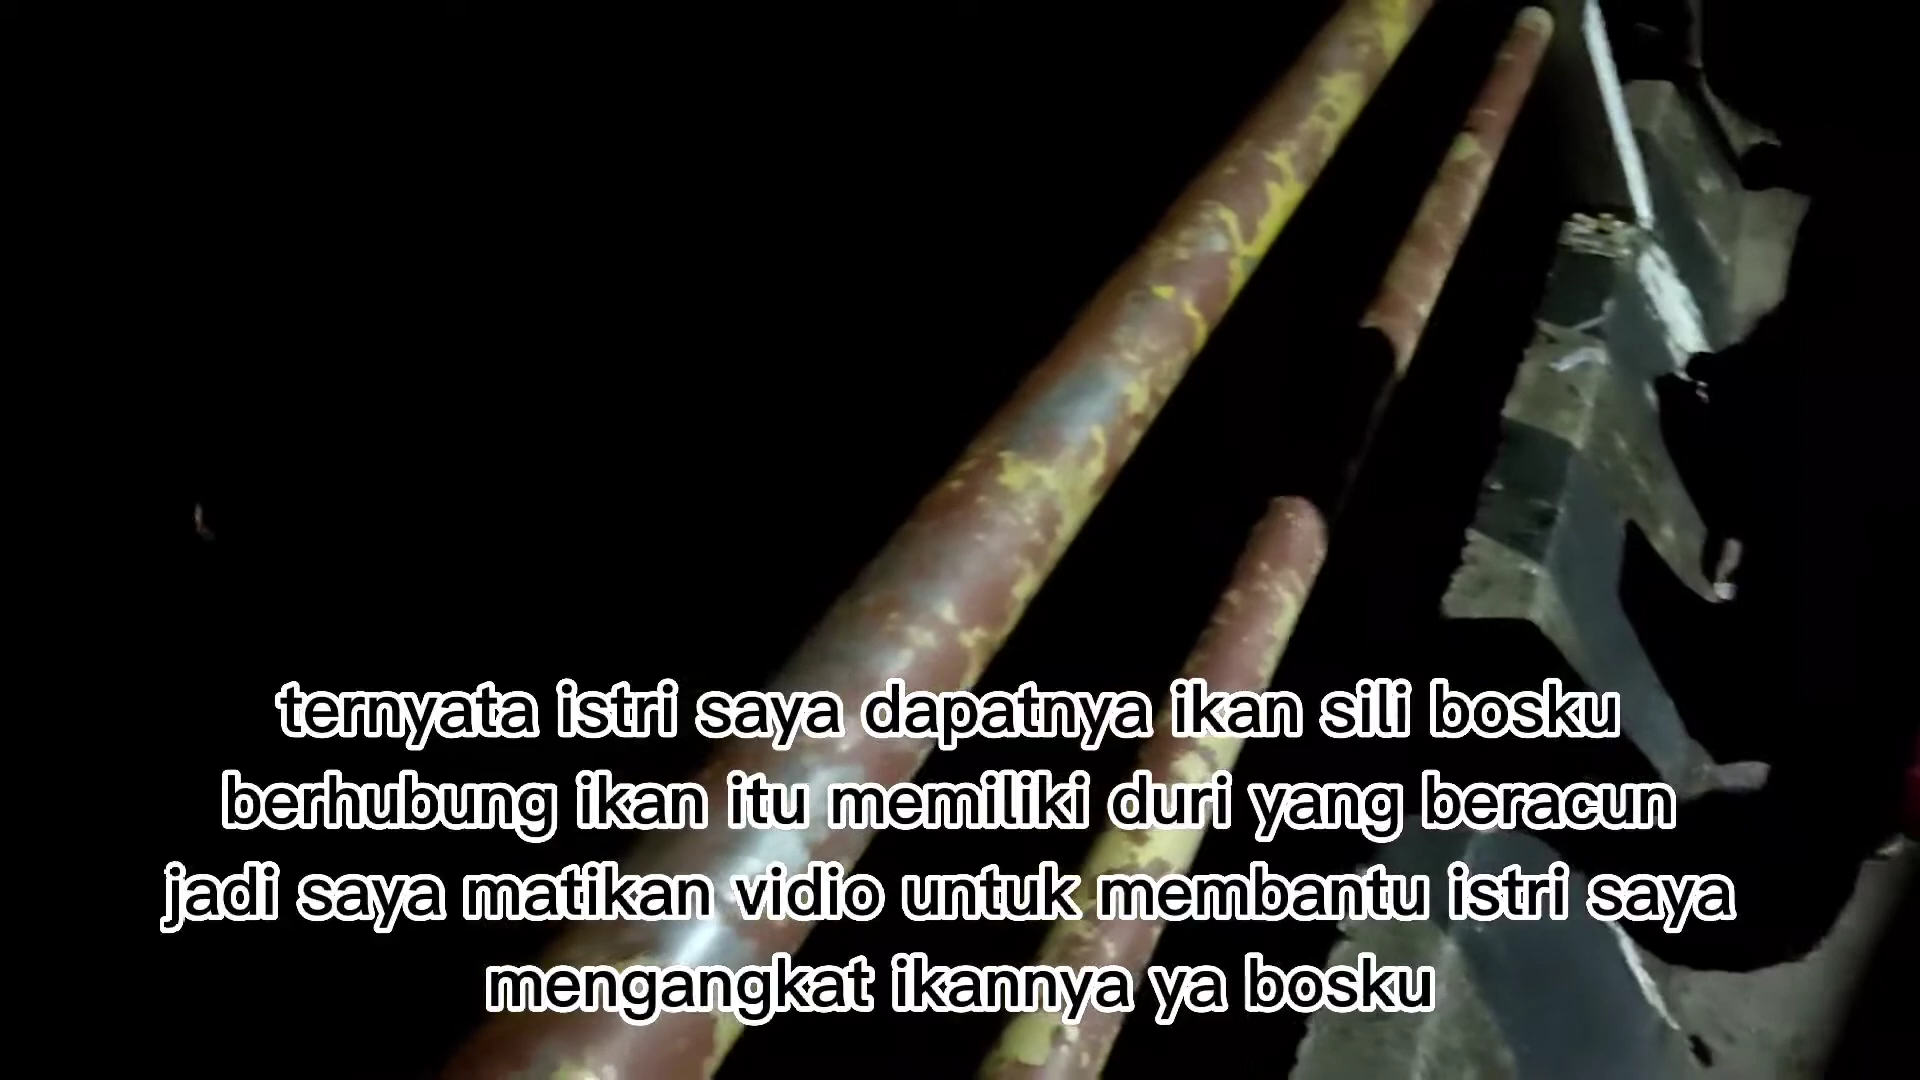 ternyata istri saya dapatnya ikan sili bosku
berhubung ikan itu memiliki duri yang beracun
jadi saya matikan vidio untuk membantu istri saya
mengangkat ikannya ya bosku